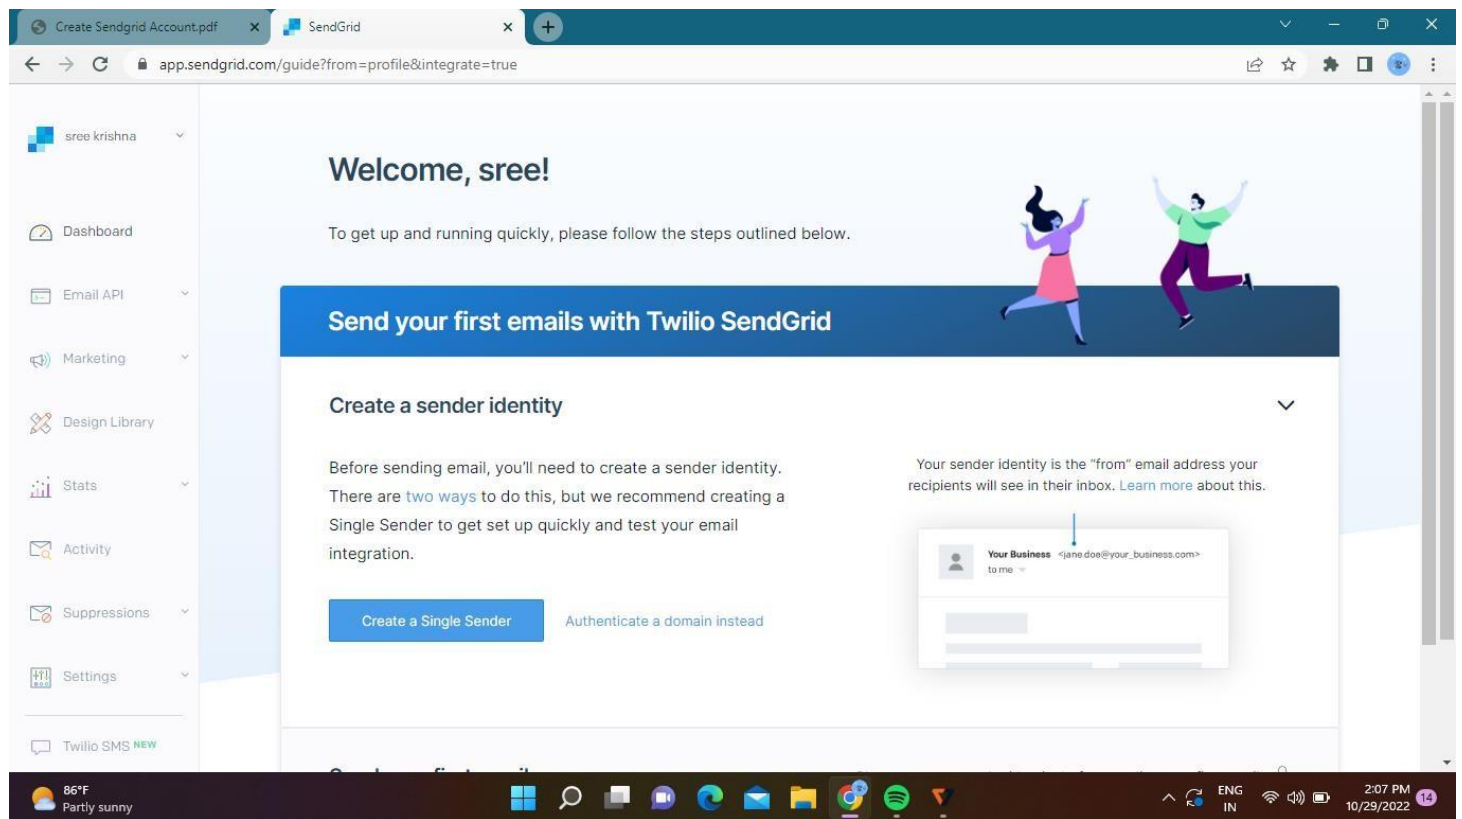 Create Sendgrid Account.pdf
SendGrid
app.sendgrid.com/guide?from=profile&integrate=true
sree krishna
Dashboard
Email API
Marketing
Design Library
Stats
Activity
Suppressions
Settings
Twilio SMS NEW
Welcome, sree!
To get up and running quickly, please follow the steps outlined below.
Send your first emails with Twilio SendGrid
Create a sender identity
Before sending email, you'll need to create a sender identity.
There are two ways to do this, but we recommend creating a
Single Sender to get set up quickly and test your email
integration.
Create a Single Sender
Authenticate a domain instead
Your sender identity is the "from" email address your
recipients will see in their inbox. Learn more about this.
Your Business <jane.doe@your_business.com>
to me
86°F
Partly sunny
ENG
IN
2:07 PM
10/29/2022
14